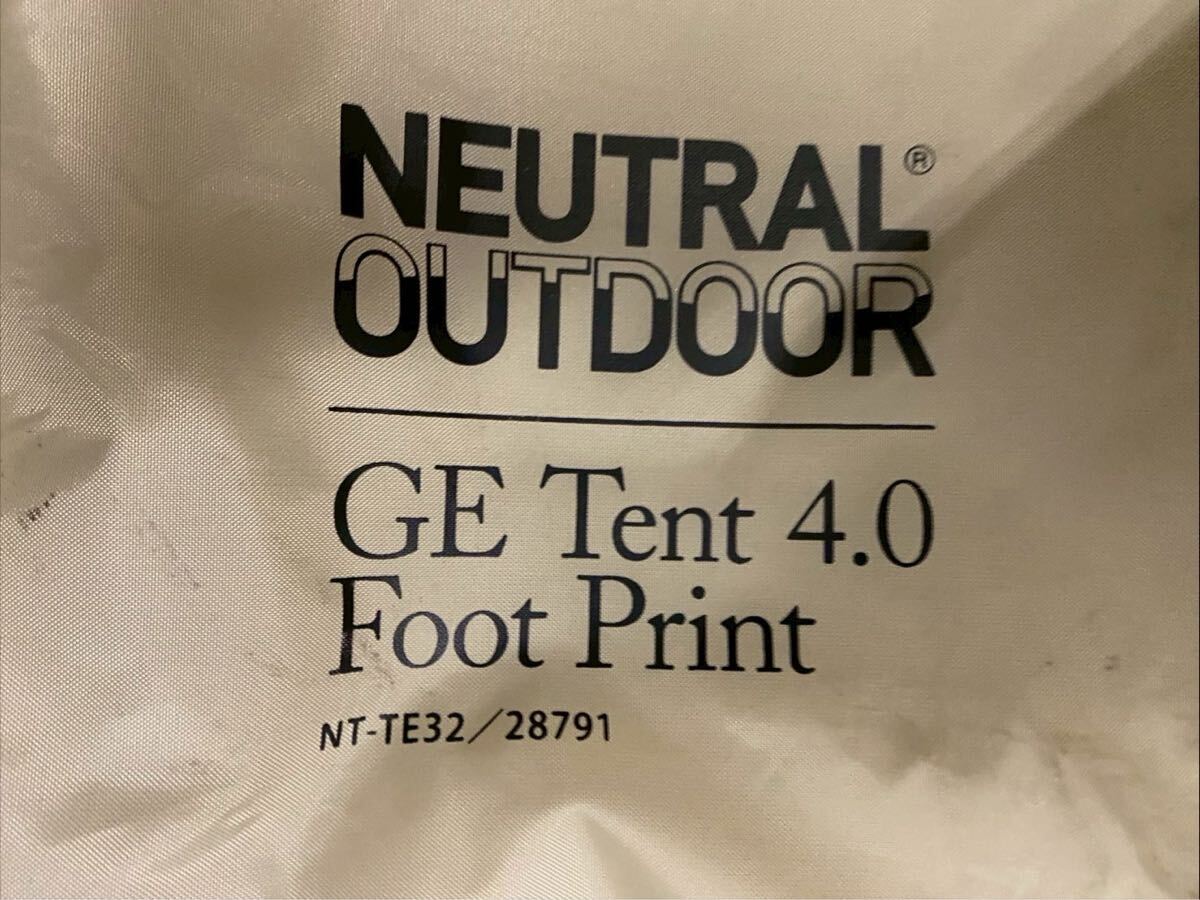 NEUTRAL®
OUTDOOR
GE Tent 4.0
Foot Print
NT-TE32／28791